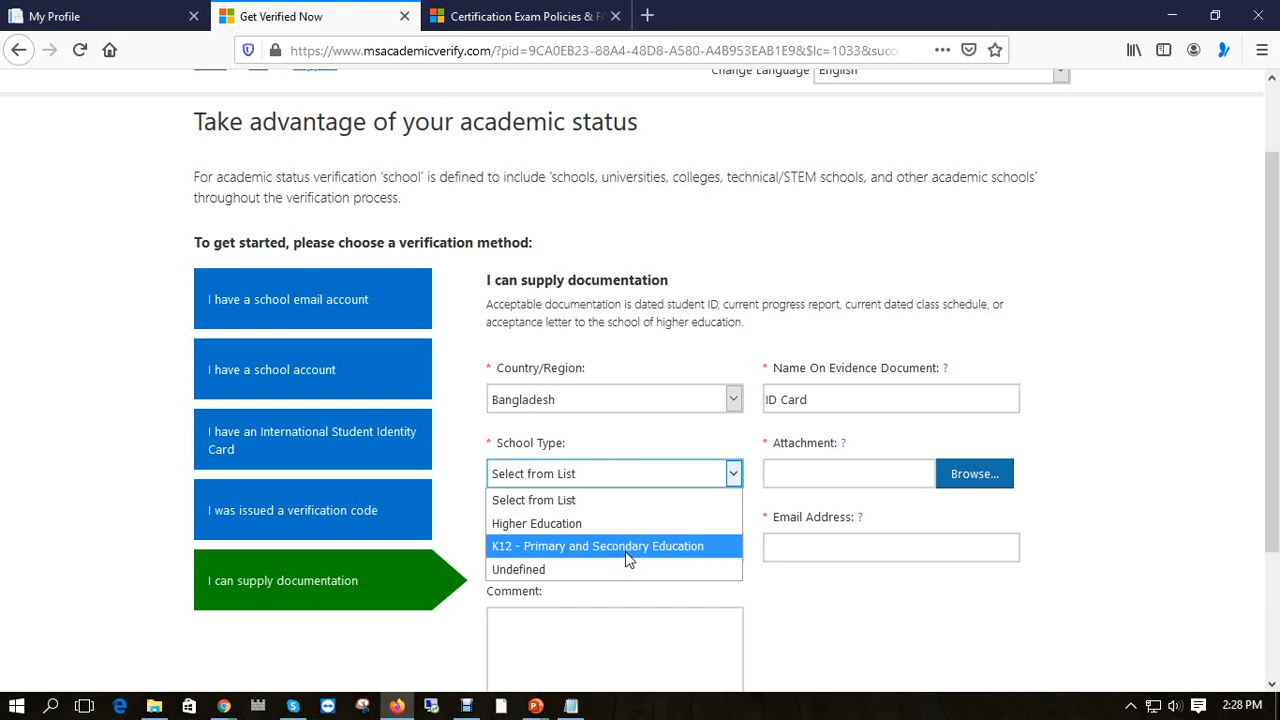 My Profile
Get Verified Now
Certification Exam Policies & FA
https://www.msacademicverify.com/?pid=9CA0EB23-88A4-48D8-A580-A4B953EAB1E9&$lc=1033&succ
Change Language
English
Take advantage of your academic status
For academic status verification 'school' is defined to include 'schools, universities, colleges, technical/STEM schools, and other academic schools'
throughout the verification process.
To get started, please choose a verification method:
I have a school email account
I have a school account
I have an International Student Identity
Card
I was issued a verification code
I can supply documentation
I can supply documentation
Acceptable documentation is dated student ID, current progress report, current dated class schedule, or
acceptance letter to the school of higher education.
* Country/Region:
Bangladesh
* Name On Evidence Document: ?
ID Card
* School Type:
Select from List
Select from List
Higher Education
K12 - Primary and Secondary Education
Undefined
* Attachment: ?
Browse...
* Email Address: ?
Comment:
2:28 PM